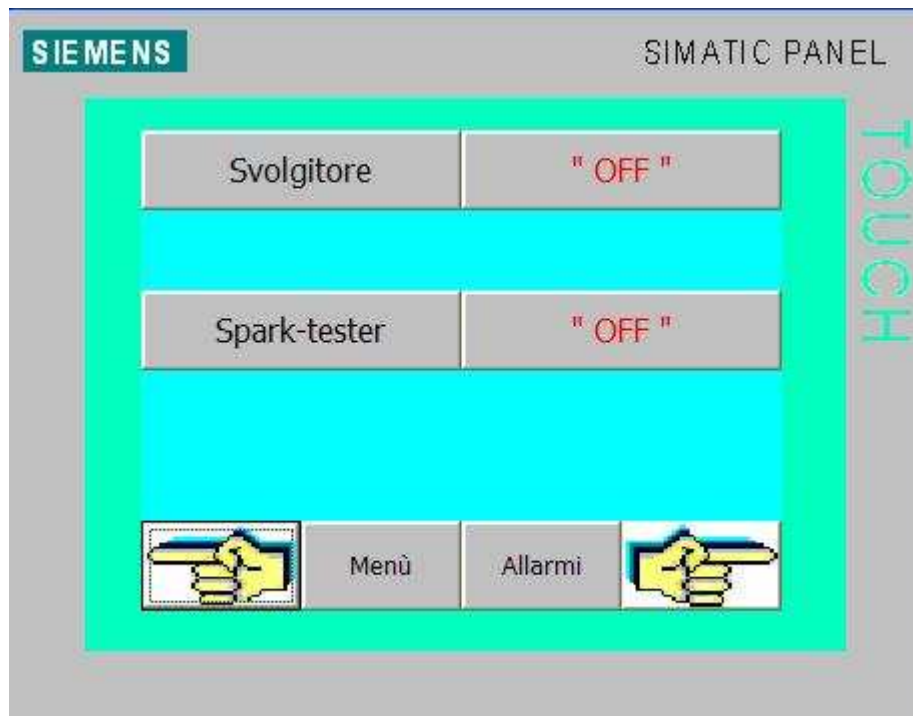 SIEMENS
SIMATIC PANEL
TOUCH
Svolgitore
" OFF "
Spark-tester
" OFF "
Menù
Allarmi